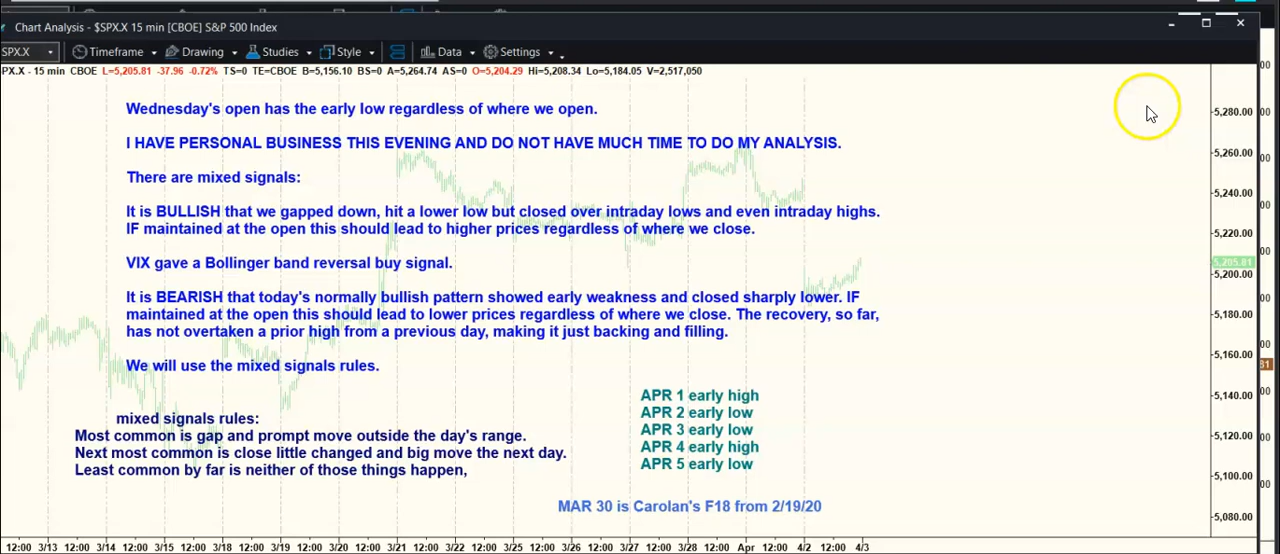 Chart Analysis - $SPX.X 15 min [CBOE] S&P 500 Index
SPX.X Timeframe Drawing Studies Style Data Settings
PX.X - 15 min CBOE L=5,205.81 -37.96 -0.72% TS=0 TE=CBOE B=5,156.10 BS=0 A=5,264.74 AS=0 O=5,204.29 Hi=5,208.34 Lo=5,184.05 V=2,517,050
Wednesday's open has the early low regardless of where we open.
I HAVE PERSONAL BUSINESS THIS EVENING AND DO NOT HAVE MUCH TIME TO DO MY ANALYSIS.
There are mixed signals:
It is BULLISH that we gapped down, hit a lower low but closed over intraday lows and even intraday highs.
IF maintained at the open this should lead to higher prices regardless of where we close.
VIX gave a Bollinger band reversal buy signal.
It is BEARISH that today's normally bullish pattern showed early weakness and closed sharply lower. IF
maintained at the open this should lead to lower prices regardless of where we close. The recovery, so far,
has not overtaken a prior high from a previous day, making it just backing and filling.
We will use the mixed signals rules.
mixed signals rules:
Most common is gap and prompt move outside the day's range.
Next most common is close little changed and big move the next day.
Least common by far is neither of those things happen,
APR 1 early high
APR 2 early low
APR 3 early low
APR 4 early high
APR 5 early low
MAR 30 is Carolan's F18 from 2/19/20
5,280.00
5,260.00
5,240.00
5,220.00
5,205.81
5,200.00
5,180.00
5,160.00
5,140.00
5,120.00
5,100.00
5,080.00
12:00 3/13 12:00 3/14 12:00 3/15 12:00 3/18 12:00 3/19 12:00 3/20 12:00 3/21 12:00 3/22 12:00 3/25 12:00 3/26 12:00 3/27 12:00 3/28 12:00 Apr 12:00 4/2 12:00 4/3